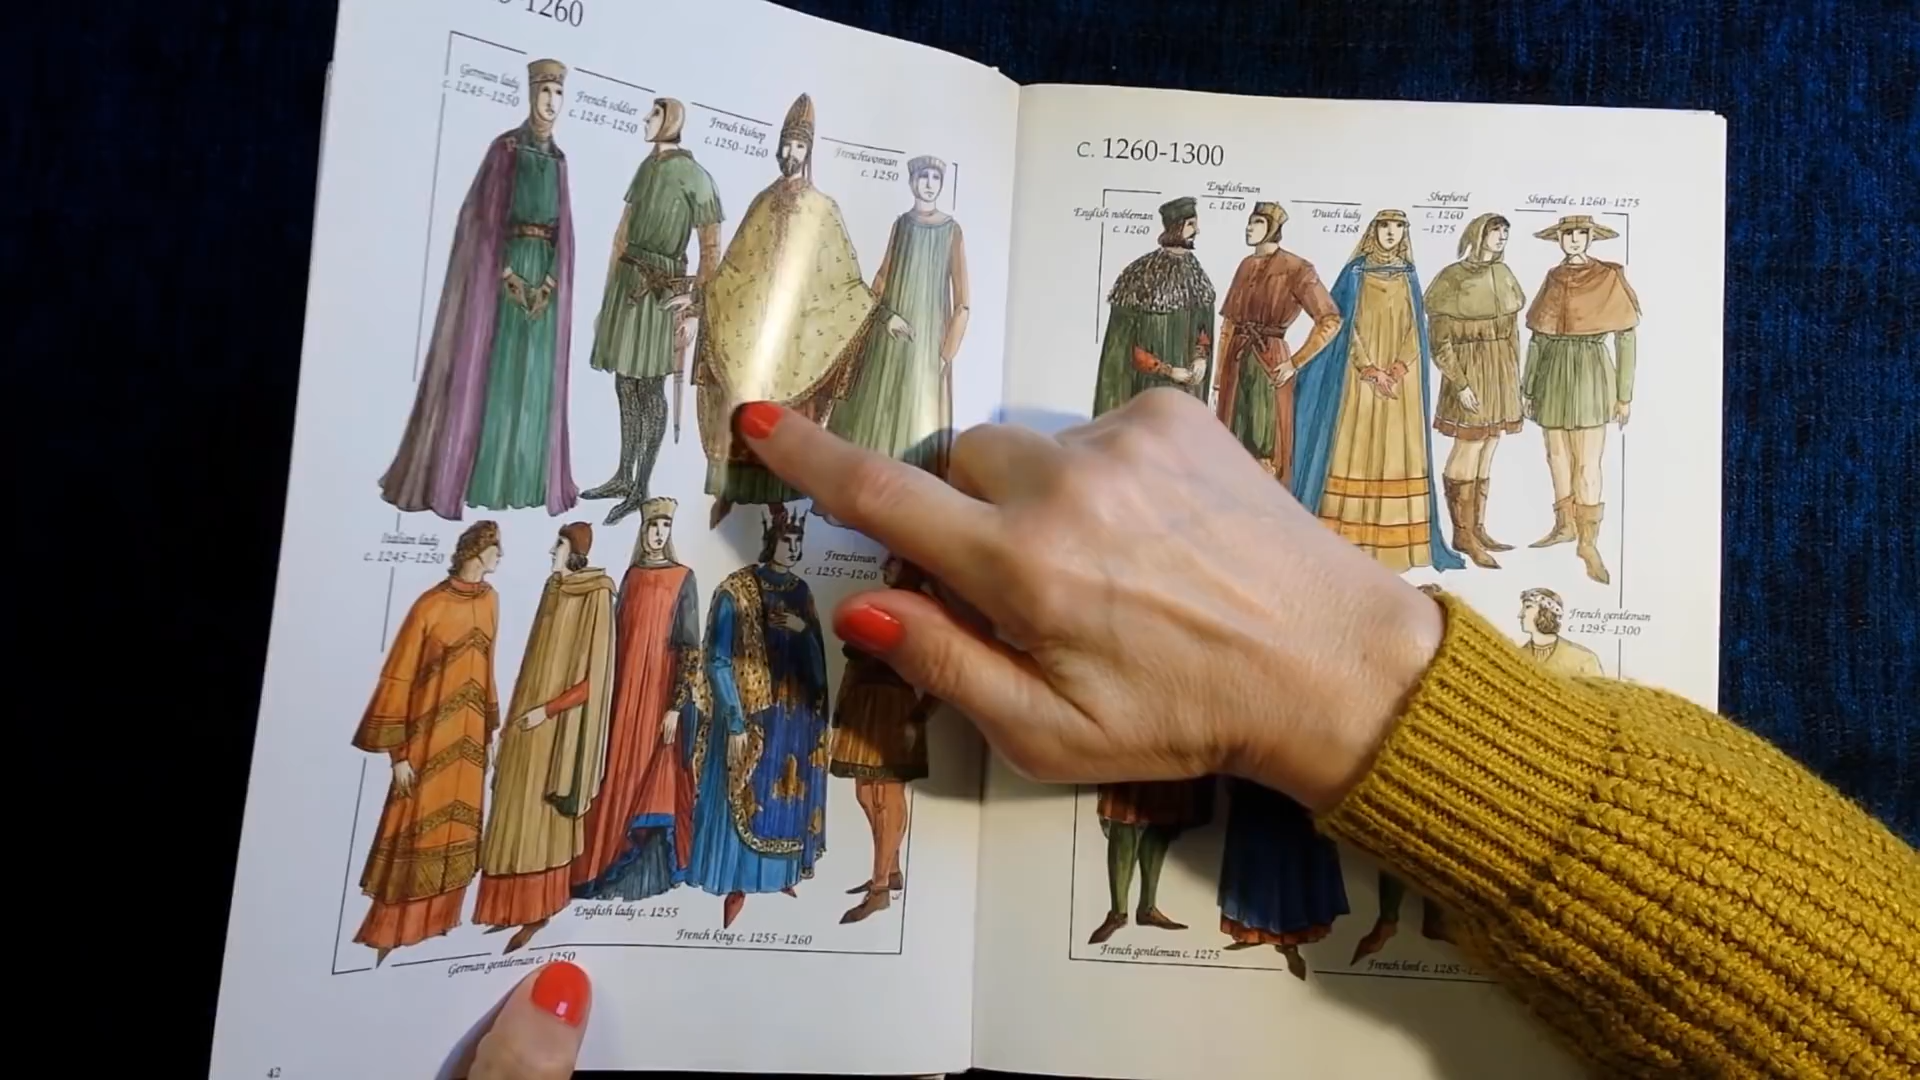 -1260
German lady
c. 1245-1250
French soldier
c. 1245-1250
French bishop
c. 1250-1260
Frenchwoman
c. 1250
Italian lady
c. 1245-1250
Frenchman
c. 1255-1260
English lady c. 1255
French king c. 1255-1260
German gentleman c. 1250
42
c. 1260-1300
English nobleman
c. 1260
Englishman
c. 1260
Dutch lady
c. 1268
Shepherd
c. 1260
-1275
Shepherd c. 1260-1275
French gentleman
c. 1295-1300
French gentleman c. 1275
French lord c. 1285-